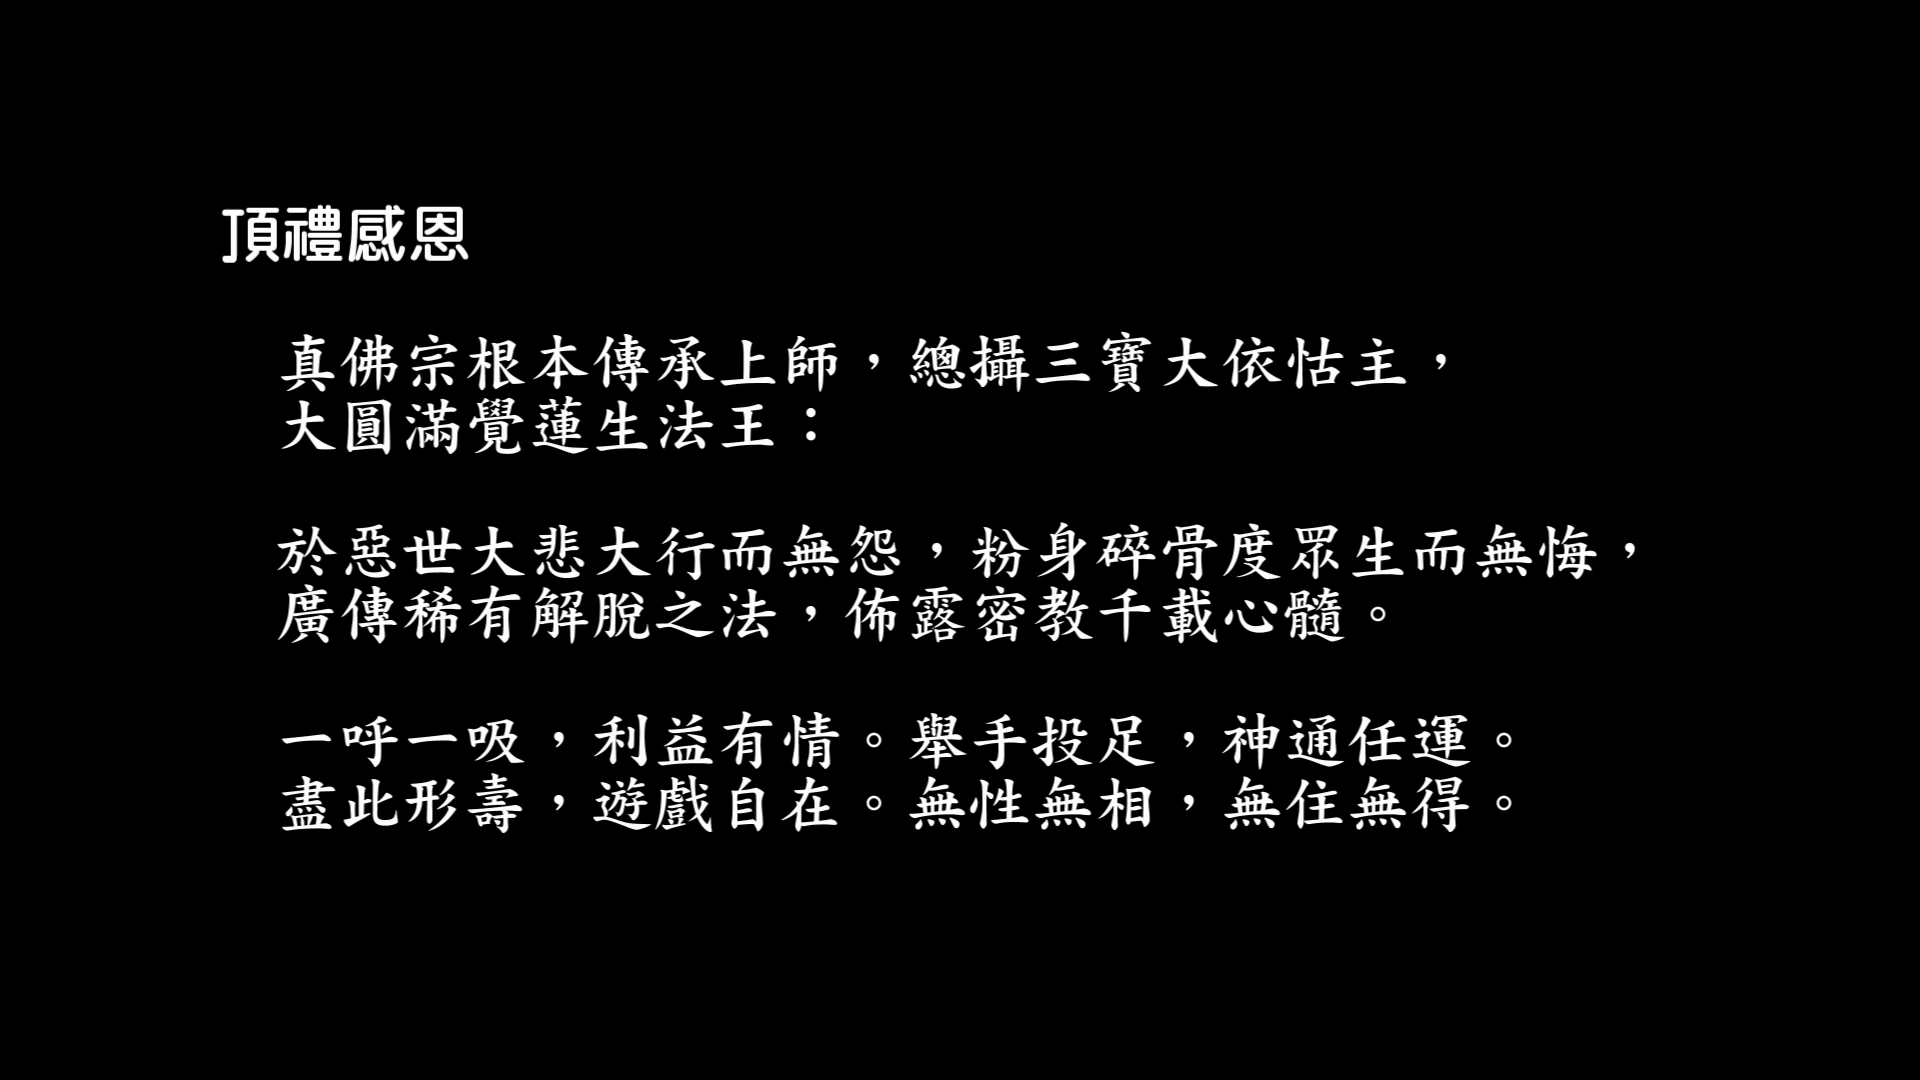 頂禮感恩
真佛宗根本傳承上師，總攝三寶大依怙主，
大圓滿覺蓮生法王：
於惡世大悲大行而無怨，粉身碎骨度眾生而無悔，
廣傳稀有解脫之法，佈露密教千載心髓。
一呼一吸，利益有情。舉手投足，神通任運。
盡此形壽，遊戲自在。無性無相，無住無得。